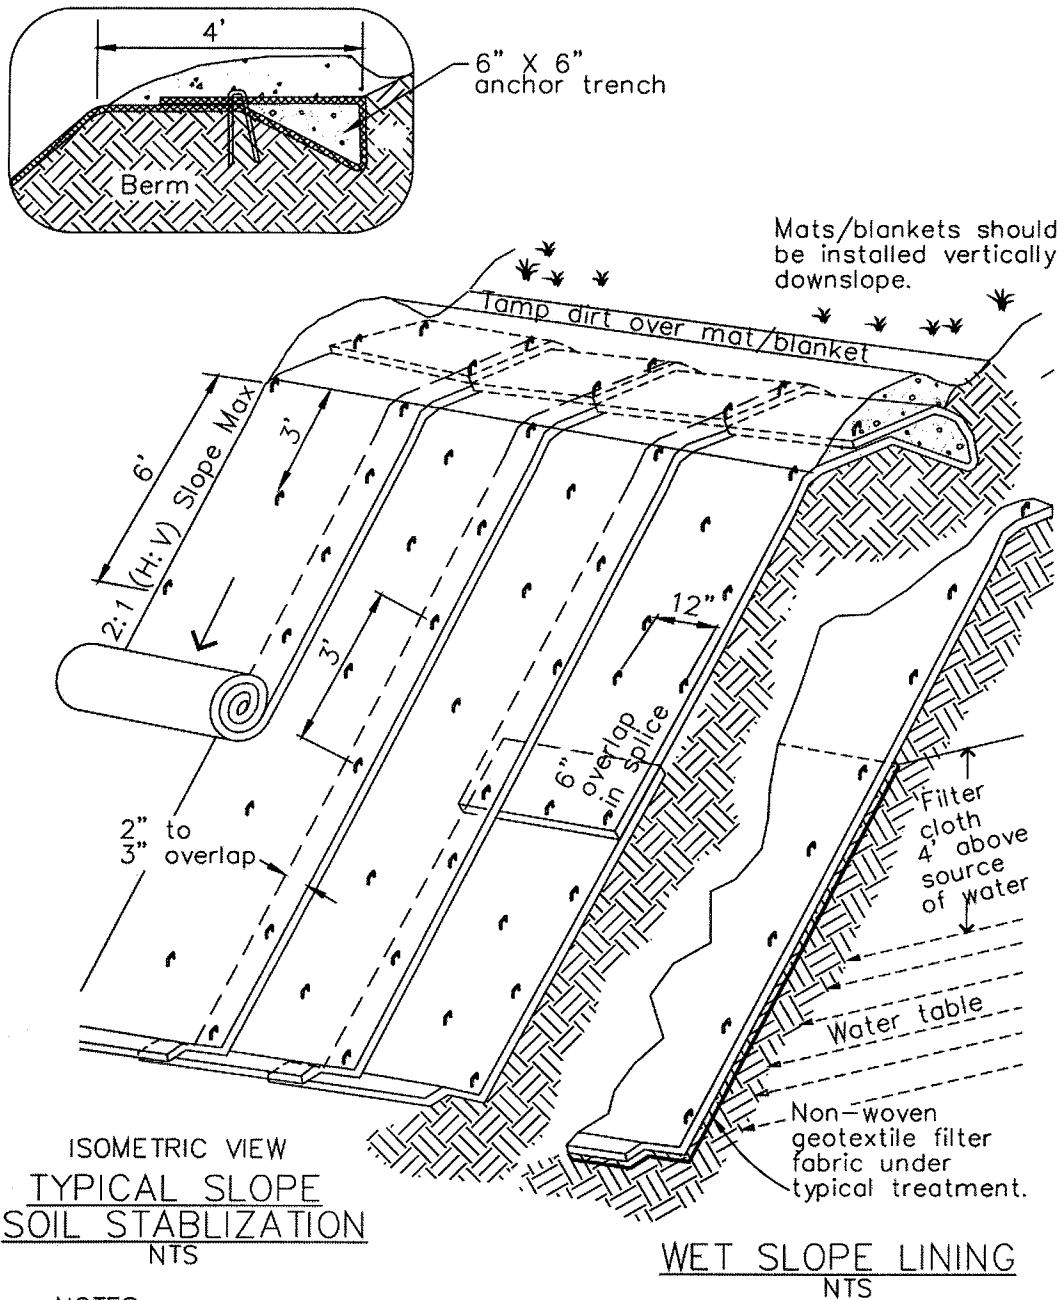 4'
6" X 6"
anchor trench
Berm
Mats/blankets should
be installed vertically
downslope.
Tamp dirt over mat/blanket
6'
2:1 (H: V) Slope Max
3'
3'
12"
6"
overlap
in splice
2" to
3" overlap
Filter
cloth
4' above
source
of water
Water table
Non-woven
geotextile filter
fabric under
typical treatment.
ISOMETRIC VIEW
TYPICAL SLOPE
SOIL STABLIZATION
NTS
WET SLOPE LINING
NTS